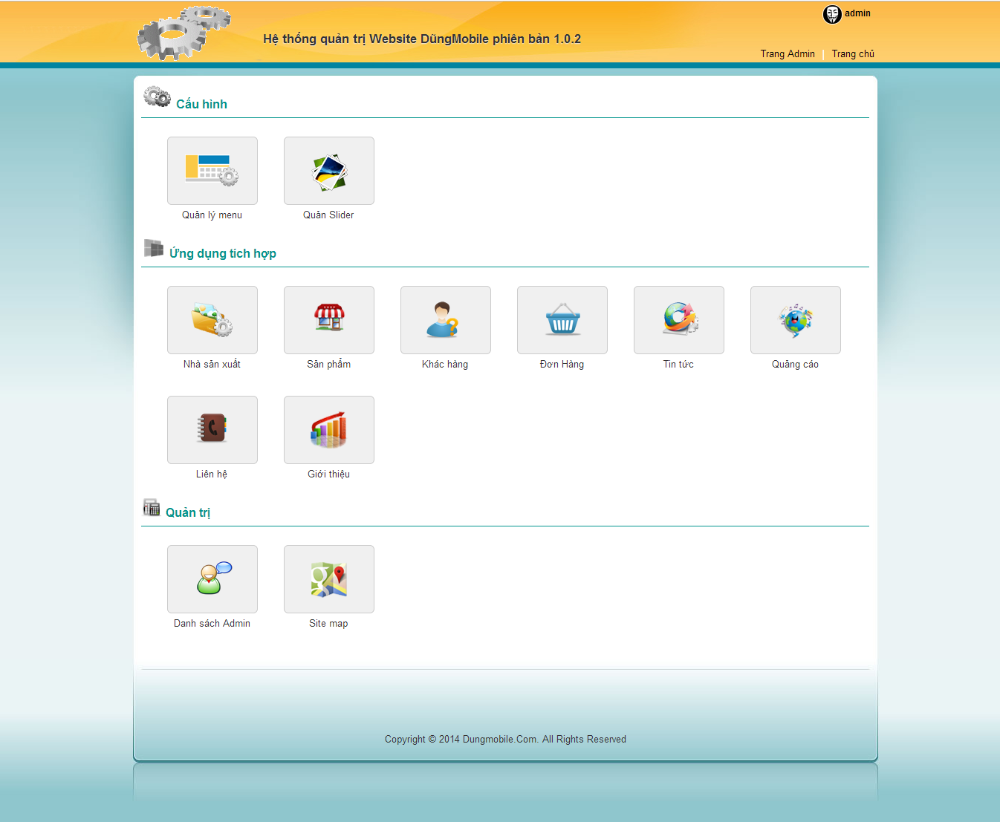 admin
Hệ thống quản trị Website DũngMobile phiên bản 1.0.2
Trang Admin | Trang chủ
Cấu hình
Quản lý menu Quản Slider
Ứng dụng tích hợp
Nhà sản xuất Sản phẩm Khác hàng Đơn Hàng Tin tức Quảng cáo
Liên hệ Giới thiệu
Quản trị
Danh sách Admin Site map
Copyright © 2014 Dungmobile.Com. All Rights Reserved